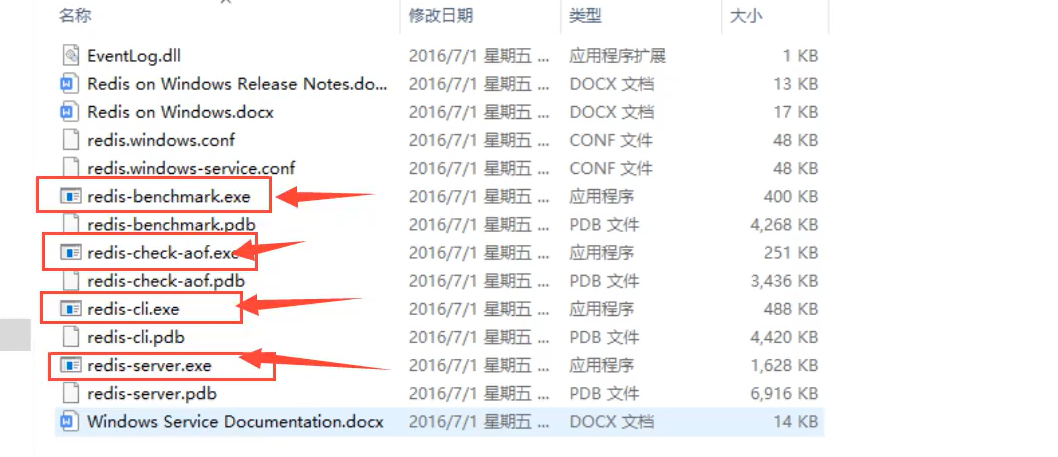 名称 修改日期 类型 大小
EventLog.dll 2016/7/1 星期五 ... 应用程序扩展 1 KB
Redis on Windows Release Notes.do... 2016/7/1 星期五 ... DOCX 文档 13 KB
Redis on Windows.docx 2016/7/1 星期五 ... DOCX 文档 17 KB
redis.windows.conf 2016/7/1 星期五 ... CONF 文件 48 KB
redis.windows-service.conf 2016/7/1 星期五 ... CONF 文件 48 KB
redis-benchmark.exe 2016/7/1 星期五 ... 应用程序 400 KB
redis-benchmark.pdb 2016/7/1 星期五 ... PDB 文件 4,268 KB
redis-check-aof.exe 2016/7/1 星期五 ... 应用程序 251 KB
redis-check-aof.pdb 2016/7/1 星期五 ... PDB 文件 3,436 KB
redis-cli.exe 2016/7/1 星期五 ... 应用程序 488 KB
redis-cli.pdb 2016/7/1 星期五 ... PDB 文件 4,420 KB
redis-server.exe 2016/7/1 星期五 ... 应用程序 1,628 KB
redis-server.pdb 2016/7/1 星期五 ... PDB 文件 6,916 KB
Windows Service Documentation.docx 2016/7/1 星期五 ... DOCX 文档 14 KB